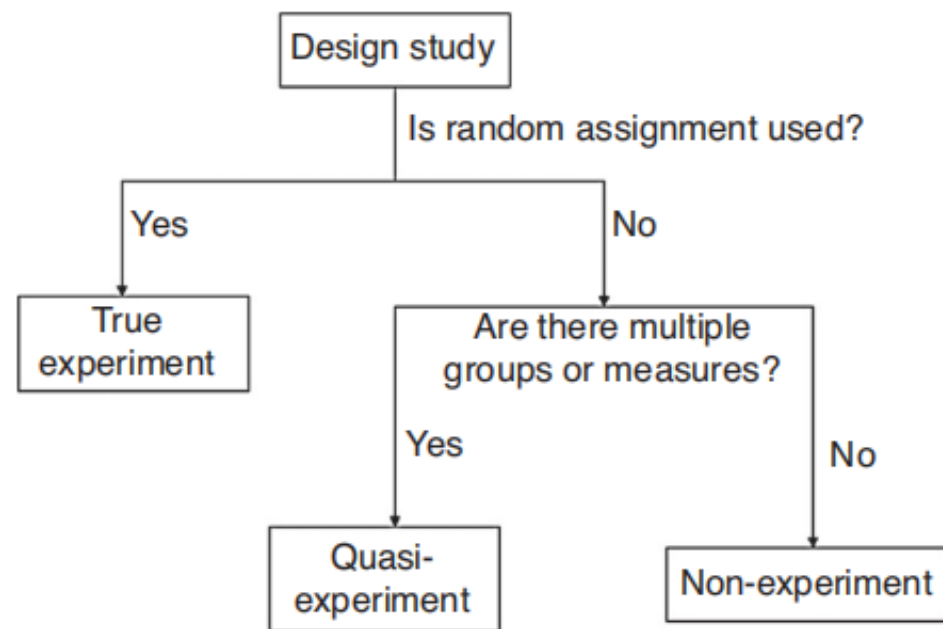 Design study
Is random assignment used?
Yes
No
True
experiment
Are there multiple
groups or measures?
Yes
No
Quasi-
experiment
Non-experiment